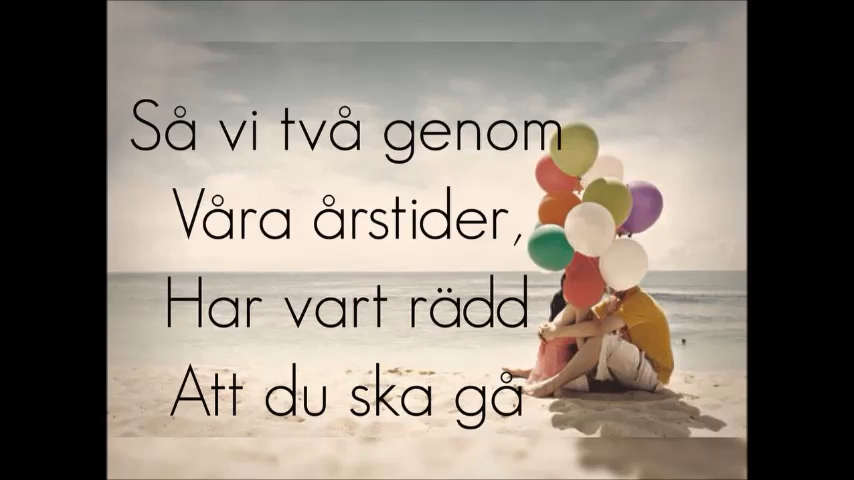 Så vi två genom
Våra årstider,
Har vart rädd
Att du ska gå